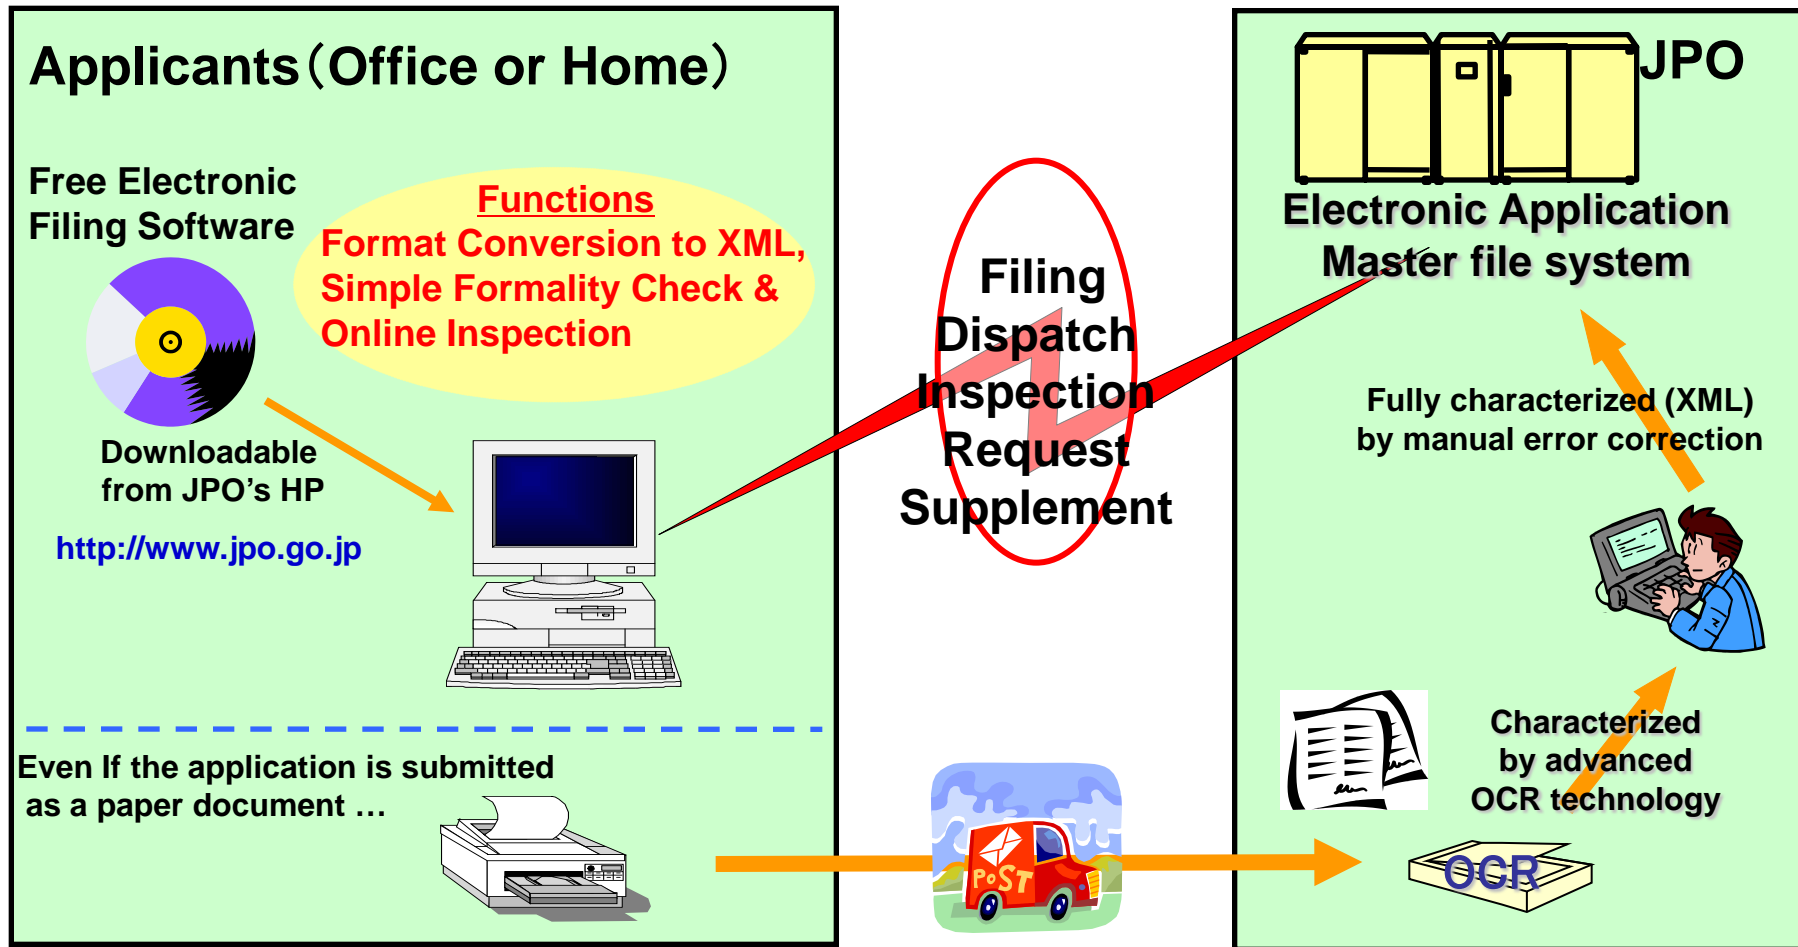 Applicants（Office or Home）
Free Electronic
Filing Software
Functions
Format Conversion to XML,
Simple Formality Check &
Online Inspection
Downloadable
from JPO’s HP
http://www.jpo.go.jp
Even If the application is submitted
as a paper document …
Filing
Dispatch
Inspection
Request
Supplement
POST
JPO
Electronic Application
Master file system
Fully characterized (XML)
by manual error correction
Characterized
by advanced
OCR technology
OCR